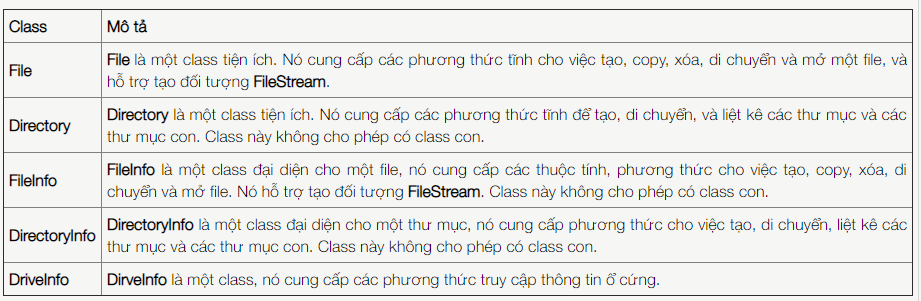 Class Mô tả
File
File là một class tiện ích. Nó cung cấp các phương thức tĩnh cho việc tạo, copy, xóa, di chuyển và mở một file, và
hỗ trợ tạo đối tượng FileStream.
Directory
Directory là một class tiện ích. Nó cung cấp các phương thức tĩnh để tạo, di chuyển, và liệt kê các thư mục và các
thư mục con. Class này không cho phép có class con.
FileInfo
FileInfo là một class đại diện cho một file, nó cung cấp các thuộc tính, phương thức cho việc tạo, copy, xóa, di
chuyển và mở file. Nó hỗ trợ tạo đối tượng FileStream. Class này không cho phép có class con.
DirectoryInfo
DirectoryInfo là một class đại diện cho một thư mục, nó cung cấp phương thức cho việc tạo, di chuyển, liệt kê các
thư mục và các thư mục con. Class này không cho phép có class con.
DriveInfo
DirveInfo là một class, nó cung cấp các phương thức truy cập thông tin ổ cứng.